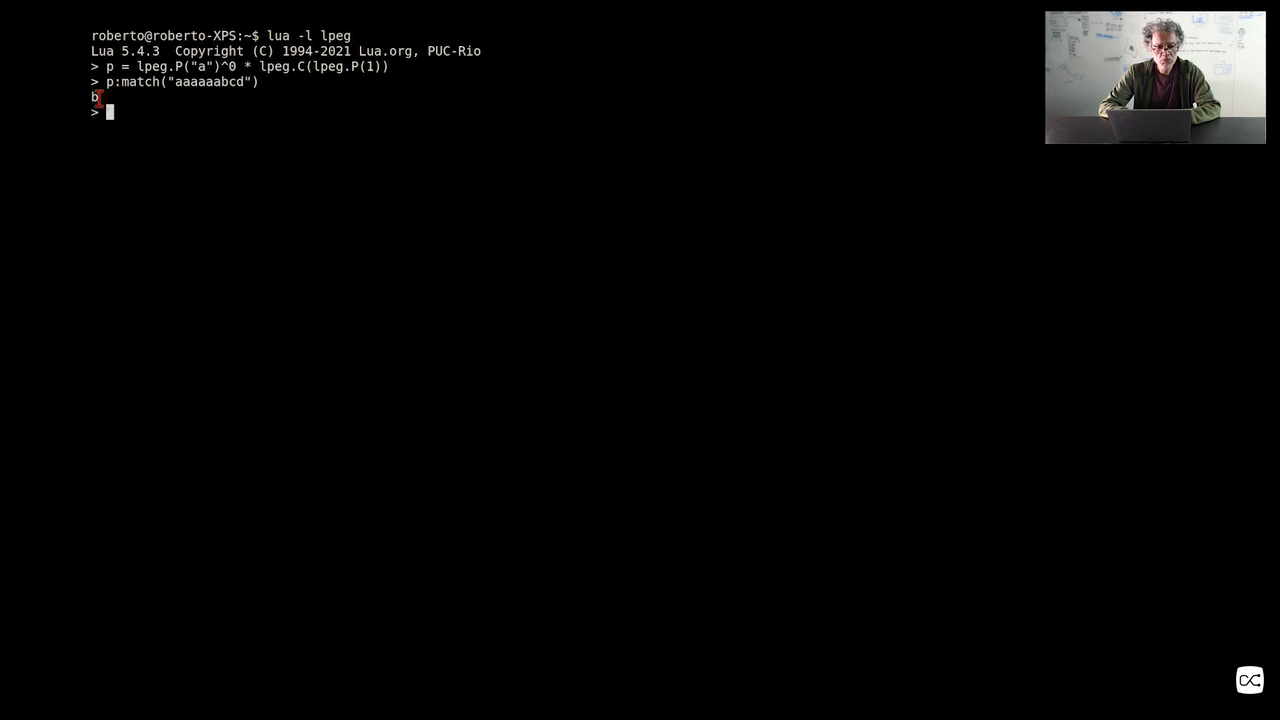 roberto@roberto-XPS:~$ lua -l lpeg
Lua 5.4.3  Copyright (C) 1994-2021 Lua.org, PUC-Rio
> p = lpeg.P("a")^0 * lpeg.C(lpeg.P(1))
> p:match("aaaaaabcd")
b
>